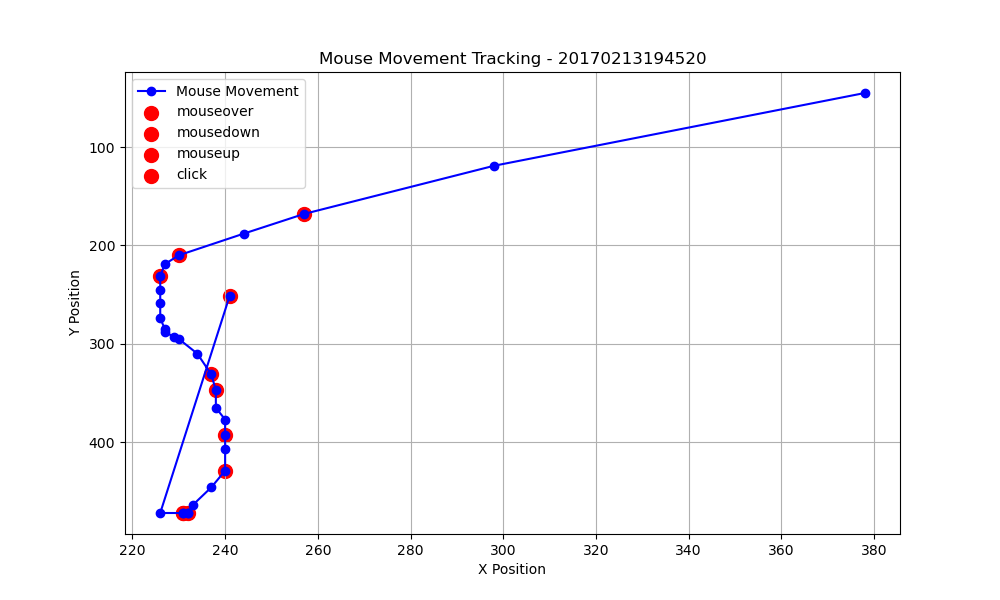 Mouse Movement Tracking - 20170213194520
Mouse Movement
mouseover
mousedown
mouseup
click
100
200
300
400
Y Position
220 240 260 280 300 320 340 360 380
X Position